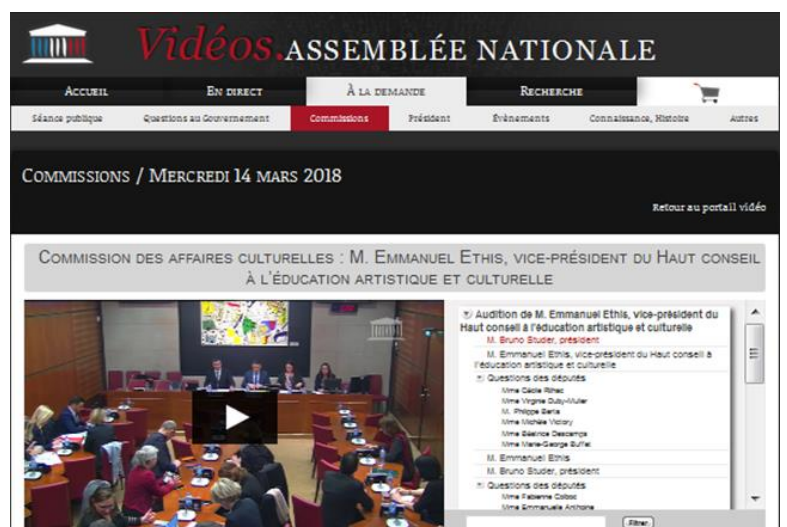 Vidéos.ASSEMBLÉE NATIONALE
ACCUEIL EN DIRECT À LA DEMANDE RECHERCHE
Séance publique Questions au Gouvernement Commissions Président Évènements Connaissance, Histoire Autres
COMMISSIONS / MERCREDI 14 MARS 2018
Retour au portail vidéo
COMMISSION DES AFFAIRES CULTURELLES : M. EMMANUEL ETHIS, VICE-PRÉSIDENT DU HAUT CONSEIL
À L'ÉDUCATION ARTISTIQUE ET CULTURELLE
Audition de M. Emmanuel Ethis, vice-président du
Haut conseil à l'éducation artistique et culturelle
M. Bruno Studer, président
M. Emmanuel Ethis, vice-président du Haut conseil à
l'éducation artistique et culturelle
Questions des députés
Mme Cécile Rilhac
Mme Virginie Duby-Muller
M. Philippe Berta
Mme Michèle Victory
Mme Béatrice Descamps
Mme Marie-George Buffet
M. Emmanuel Ethis
M. Bruno Studer, président
Questions des députés
Mme Fabienne Colboc
Mme Emmanuelle Anthoine
Filtrer